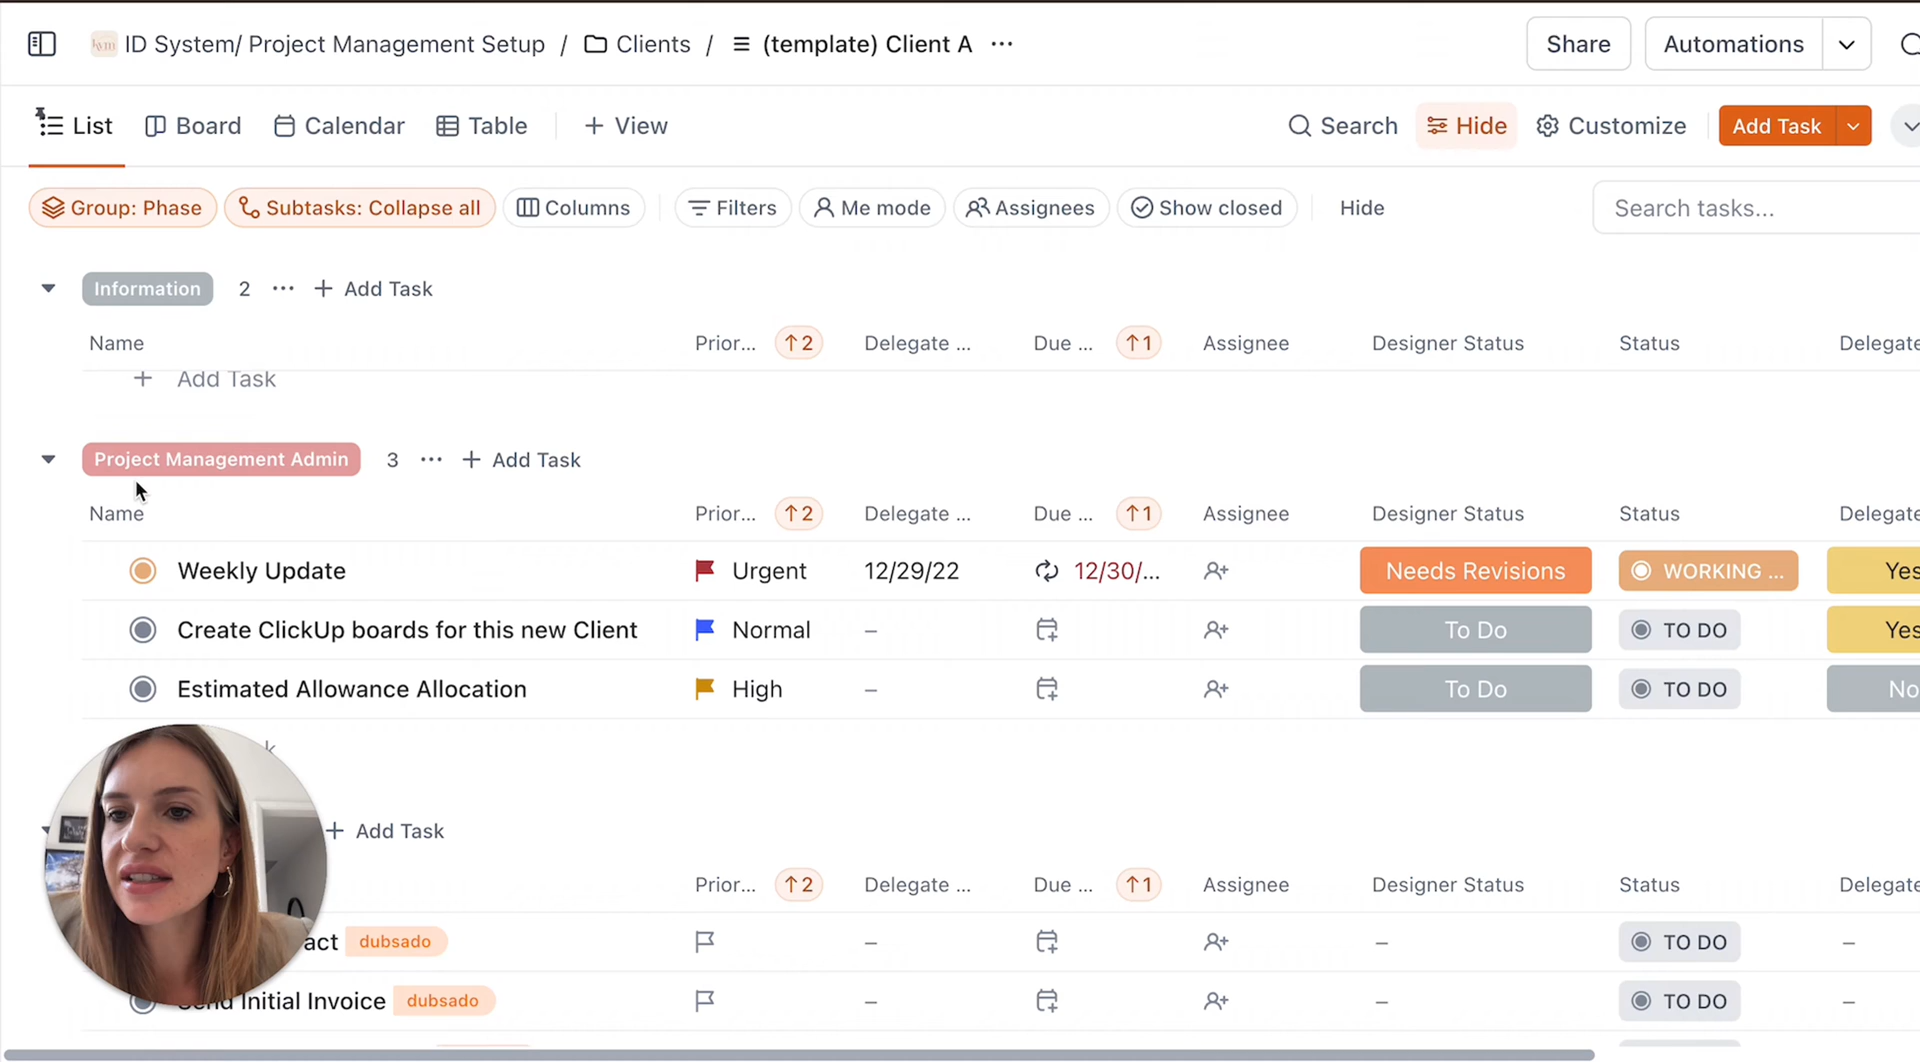 kym ID System/ Project Management Setup / Clients / (template) Client A ... Share Automations
List Board Calendar Table + View Search Hide Customize Add Task
Group: Phase Subtasks: Collapse all Columns Filters Me mode Assignees Show closed Hide Search tasks...
Information 2 ... + Add Task
Name Prior... ↑2 Delegate ... Due ... ↑1 Assignee Designer Status Status Delegate
+ Add Task
Project Management Admin 3 ... + Add Task
Name Prior... ↑2 Delegate ... Due ... ↑1 Assignee Designer Status Status Delegate
Weekly Update Urgent 12/29/22 12/30/... Needs Revisions WORKING ... Yes
Create ClickUp boards for this new Client Normal – To Do TO DO Yes
Estimated Allowance Allocation High – To Do TO DO No
k
+ Add Task
Prior... ↑2 Delegate ... Due ... ↑1 Assignee Designer Status Status Delegate
act dubsado – – TO DO –
Send Initial Invoice dubsado – – TO DO –